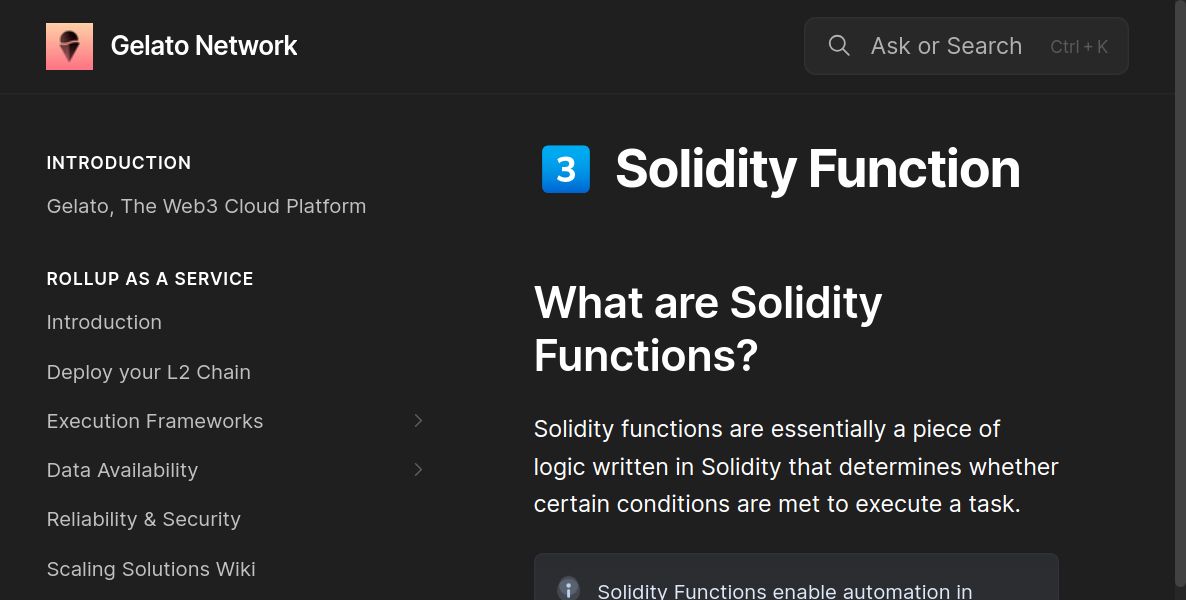 Gelato Network
Ask or Search Ctrl + K
INTRODUCTION
Gelato, The Web3 Cloud Platform
ROLLUP AS A SERVICE
Introduction
Deploy your L2 Chain
Execution Frameworks
Data Availability
Reliability & Security
Scaling Solutions Wiki
3 Solidity Function
What are Solidity
Functions?
Solidity functions are essentially a piece of
logic written in Solidity that determines whether
certain conditions are met to execute a task.
Solidity Functions enable automation in